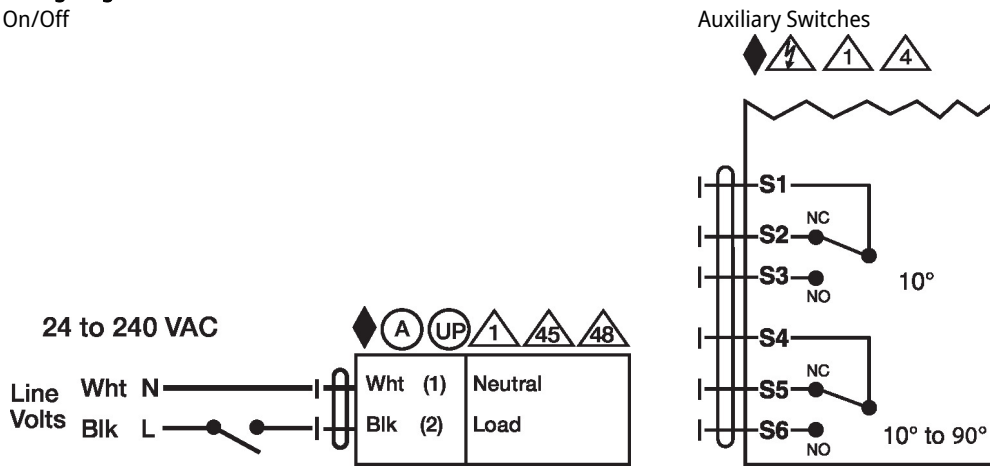 On/Off
Auxiliary Switches
1 4
S1
NC
S2
S3
NO
10°
S4
NC
S5
S6
NO
10° to 90°
24 to 240 VAC
A UP 1 45 48
Line
Volts
Wht N
Blk L
Wht (1) Neutral
Blk (2) Load